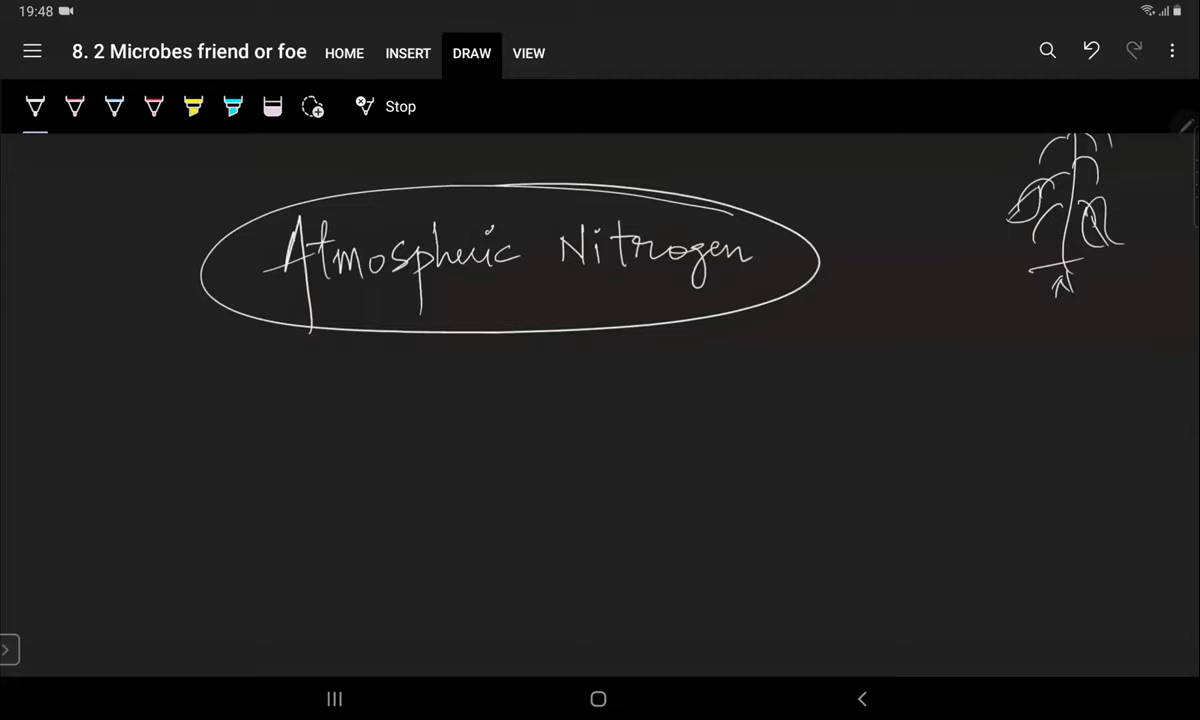 19:48
8. 2 Microbes friend or foe HOME INSERT DRAW VIEW
Stop
Atmospheric Nitrogen